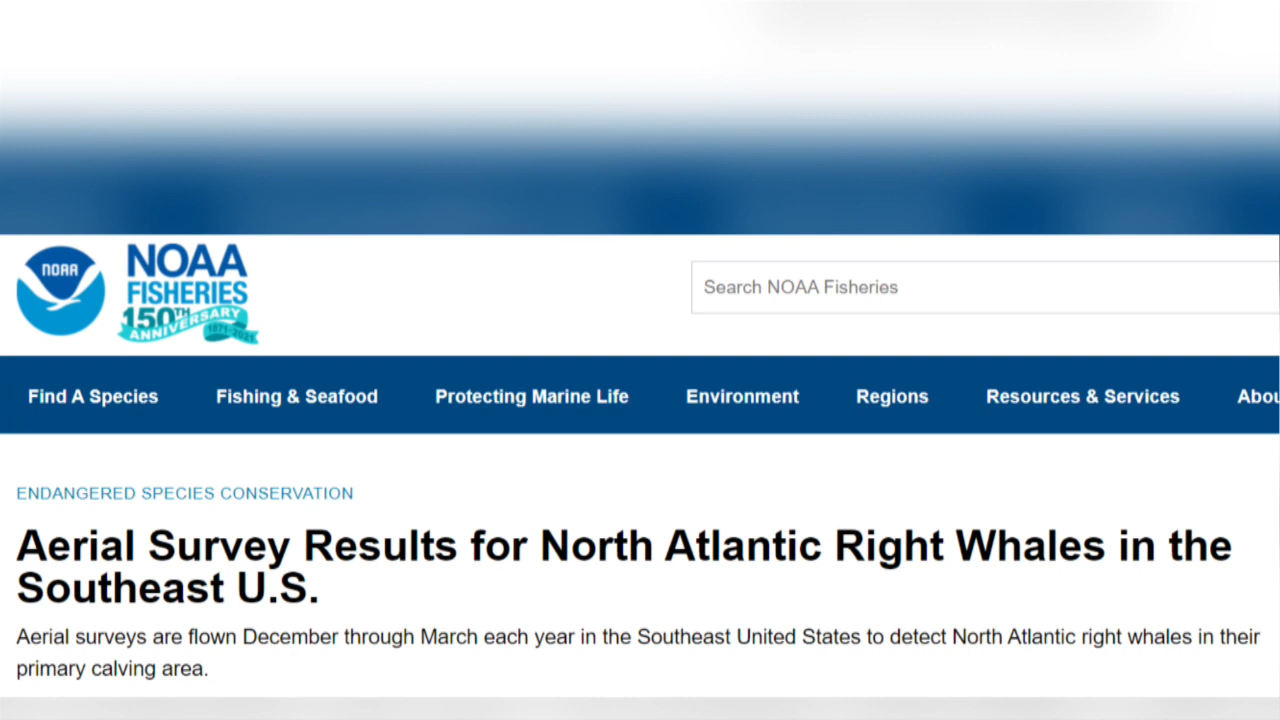 NOAA
NOAA
FISHERIES
150TH
ANNIVERSARY
1871-2021
Search NOAA Fisheries
Find A Species Fishing & Seafood Protecting Marine Life Environment Regions Resources & Services Abou
ENDANGERED SPECIES CONSERVATION
Aerial Survey Results for North Atlantic Right Whales in the
Southeast U.S.
Aerial surveys are flown December through March each year in the Southeast United States to detect North Atlantic right whales in their
primary calving area.